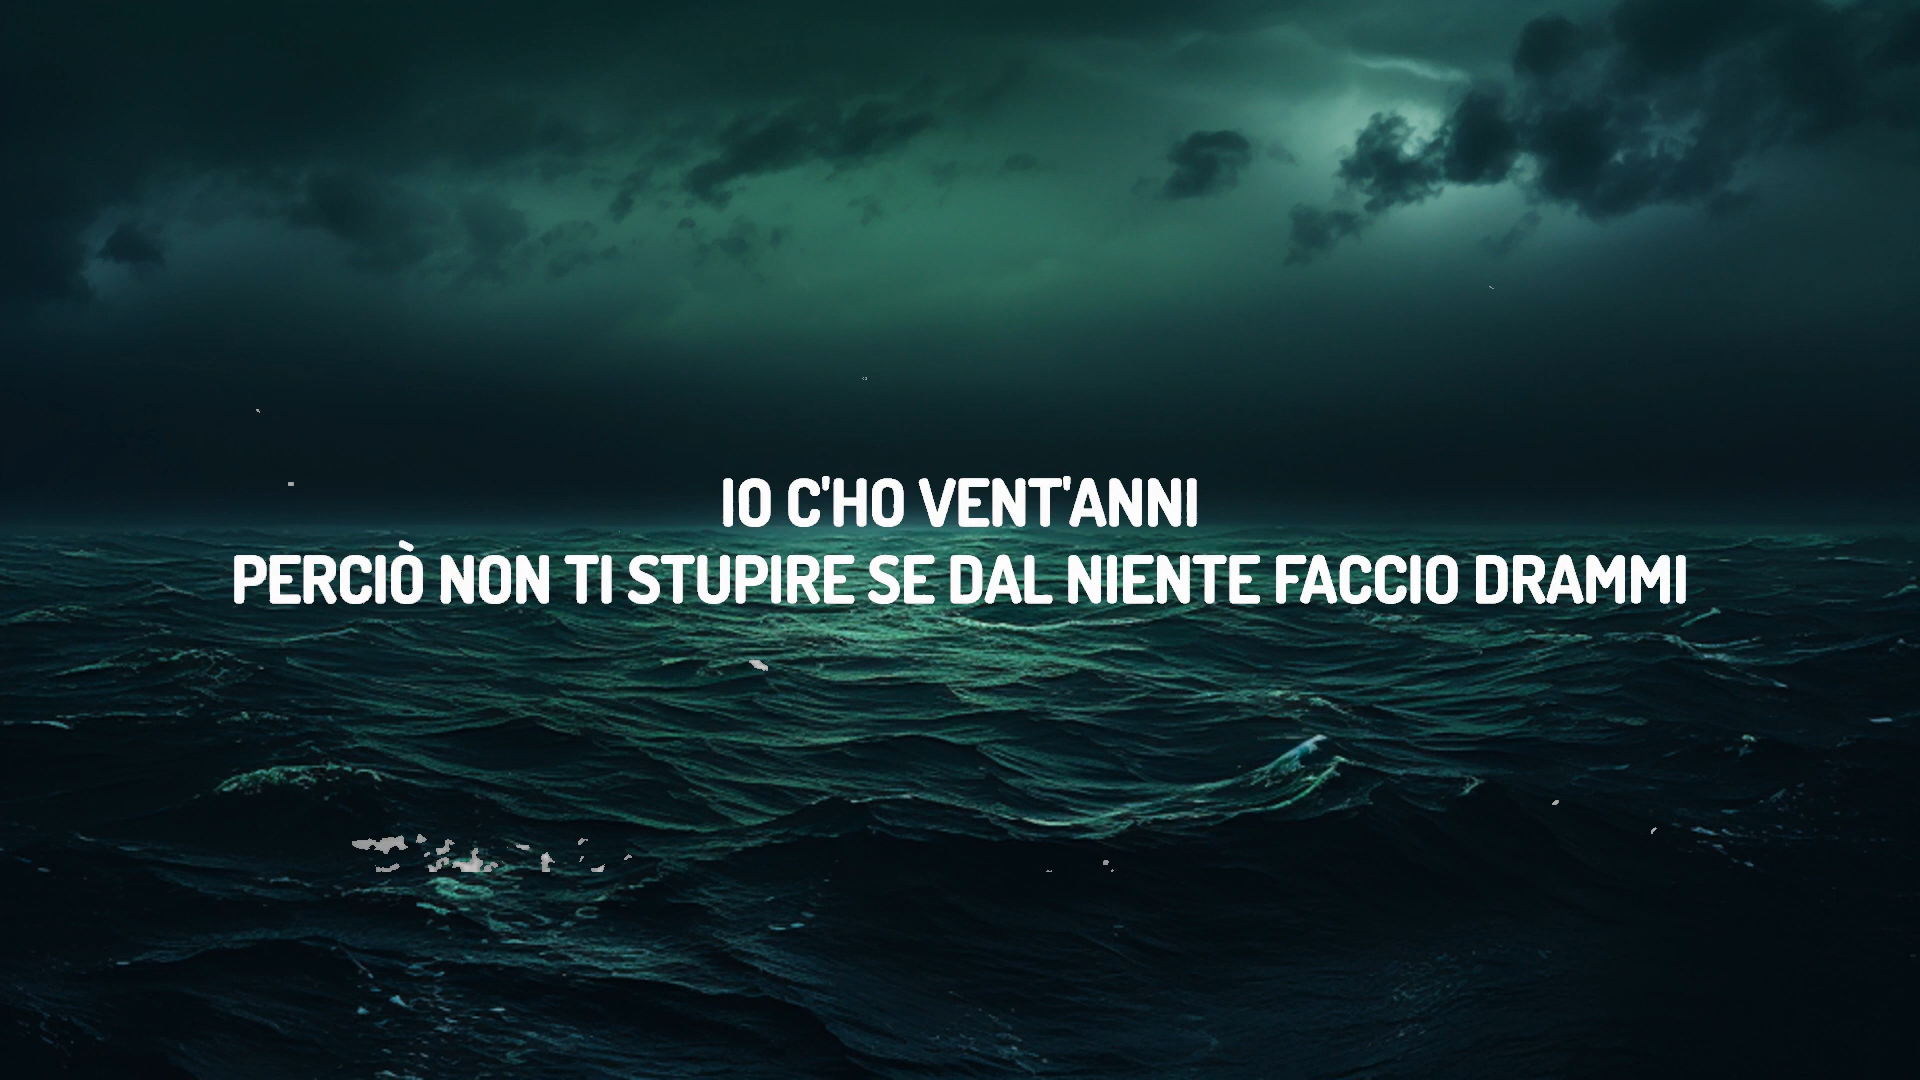 IO C'HO VENT'ANNI
PERCIÒ NON TI STUPIRE SE DAL NIENTE FACCIO DRAMMI